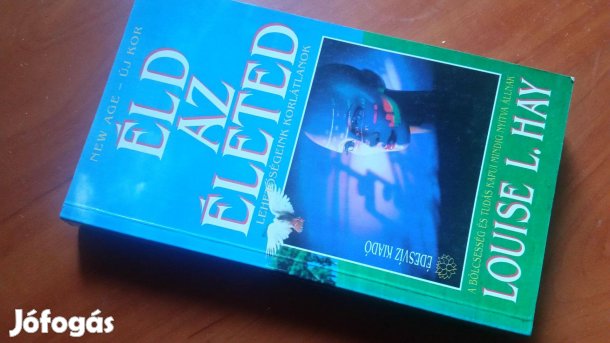 NEW AGE - ÚJ KOR
ÉLD
AZ
ÉLETED
LEHETŐSÉGEINK KORLÁTLANOK
ÉDESVÍZ KIADÓ
A BÖLCSESSÉG ÉS TUDÁS KAPUI MINDIG NYITVA ÁLLNAK
LOUISE L. HAY
Jófogás